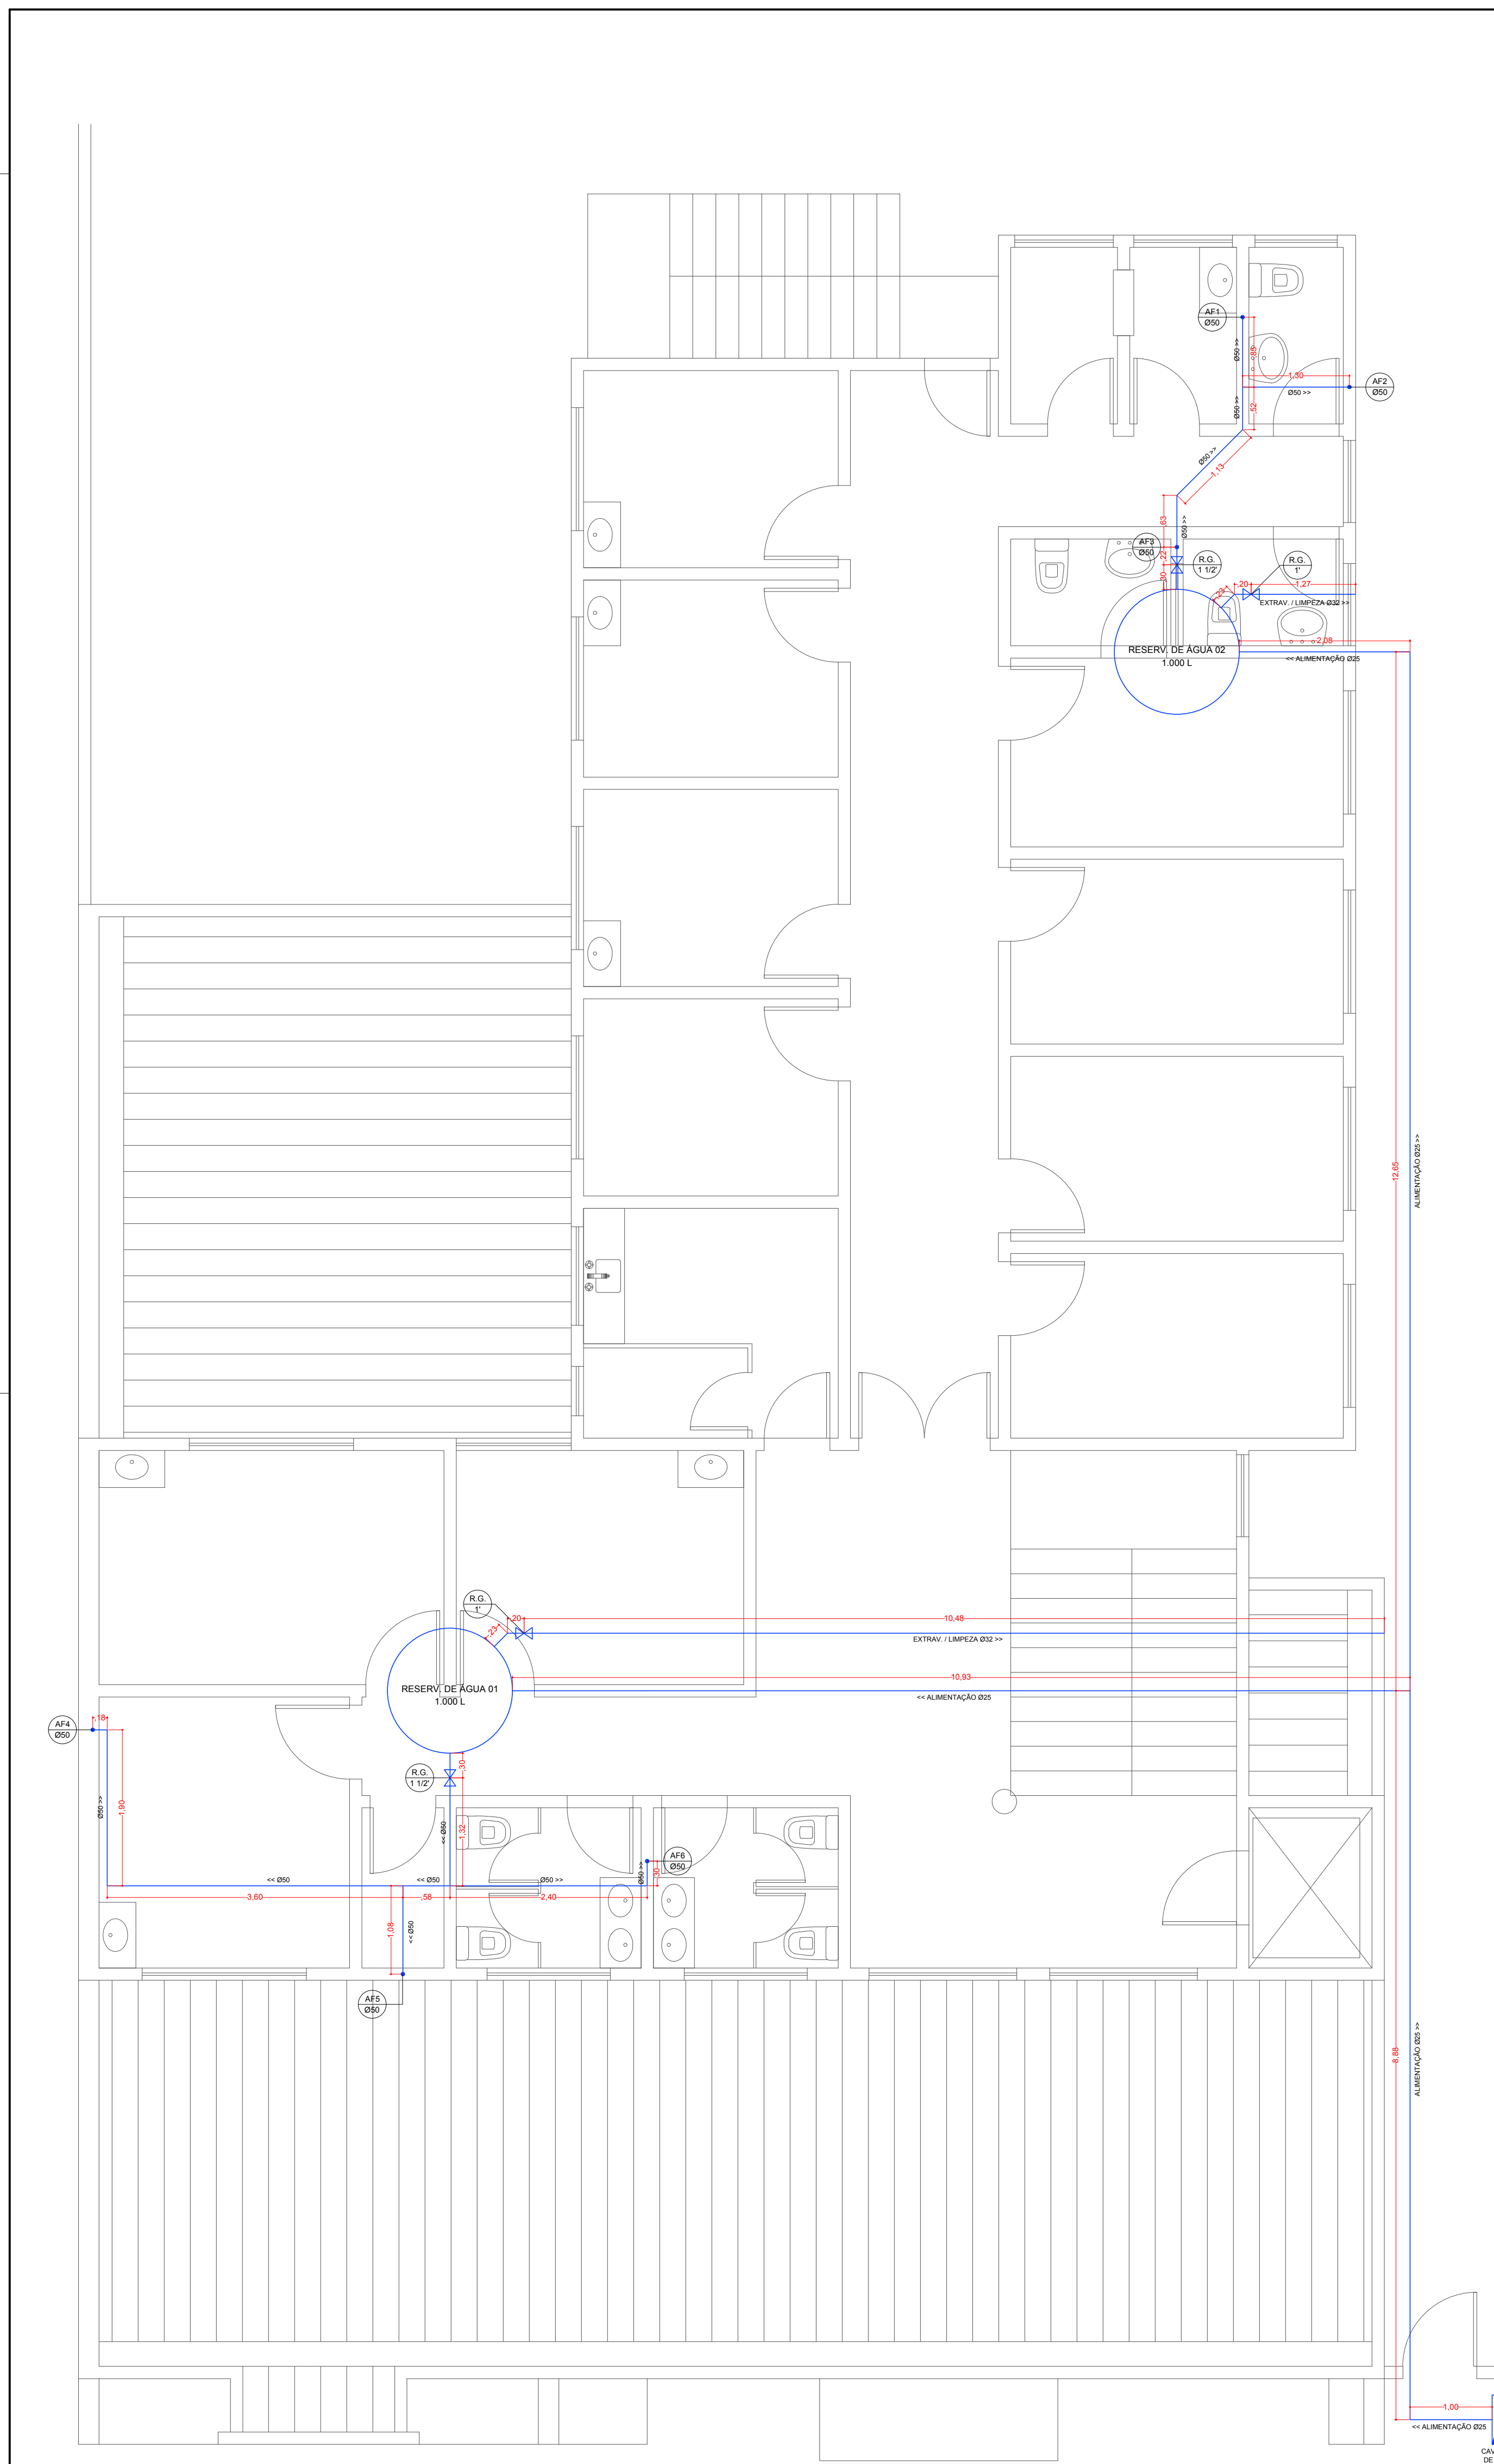 AF1
Ø50
Ø50 >>
,85
1,30
AF2
Ø50
Ø50 >>
Ø50 >>
,52
Ø50 >>
1,13
,63
Ø50 >>
AF3
Ø50
,22
R.G.
1 1/2'
R.G.
1'
,30
,23
,20
1,27
EXTRAV. / LIMPEZA Ø32 >>
2,08
RESERV. DE ÁGUA 02
1.000 L
<< ALIMENTAÇÃO Ø25
12,65
ALIMENTAÇÃO Ø25 >>
R.G.
1'
,23
,20
10,48
EXTRAV. / LIMPEZA Ø32 >>
10,93
RESERV. DE ÁGUA 01
1.000 L
<< ALIMENTAÇÃO Ø25
AF4
Ø50
,18
,30
R.G.
1 1/2'
Ø50 >>
1,90
<< Ø50
1,32
AF6
Ø50
<< Ø50
<< Ø50
Ø50 >>
Ø50 >>
,30
3,60
,58
2,40
1,08
<< Ø50
AF5
Ø50
8,88
ALIMENTAÇÃO Ø25 >>
1,00
<< ALIMENTAÇÃO Ø25
CAV
DE